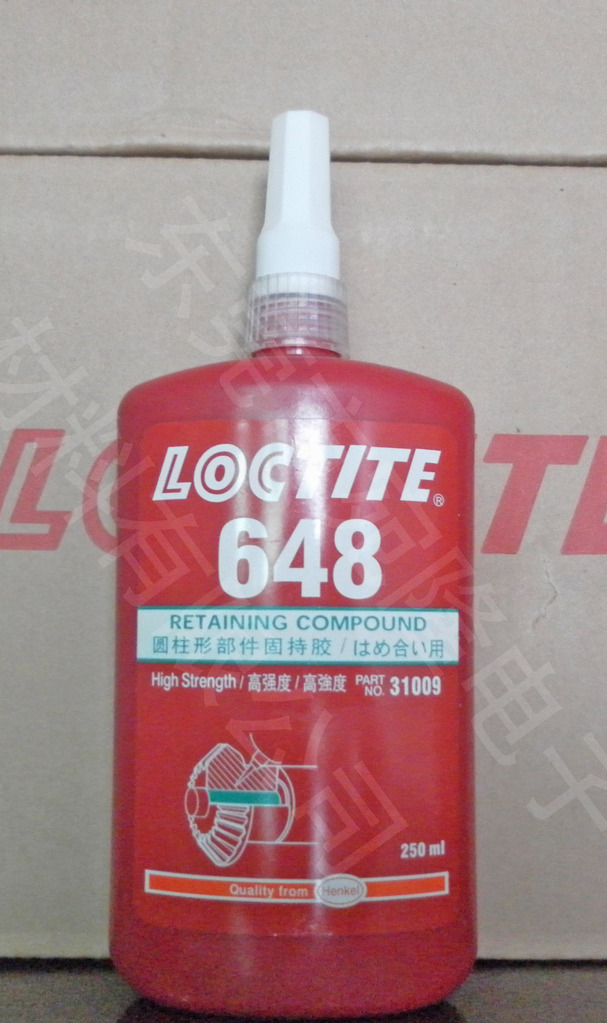 LOCTITE®
648
RETAINING COMPOUND
圆柱形部件固持胶 / はめ合い用
High Strength / 高强度 / 高強度 PART NO. 31009
250 ml
Quality from Henkel
LOCTITE